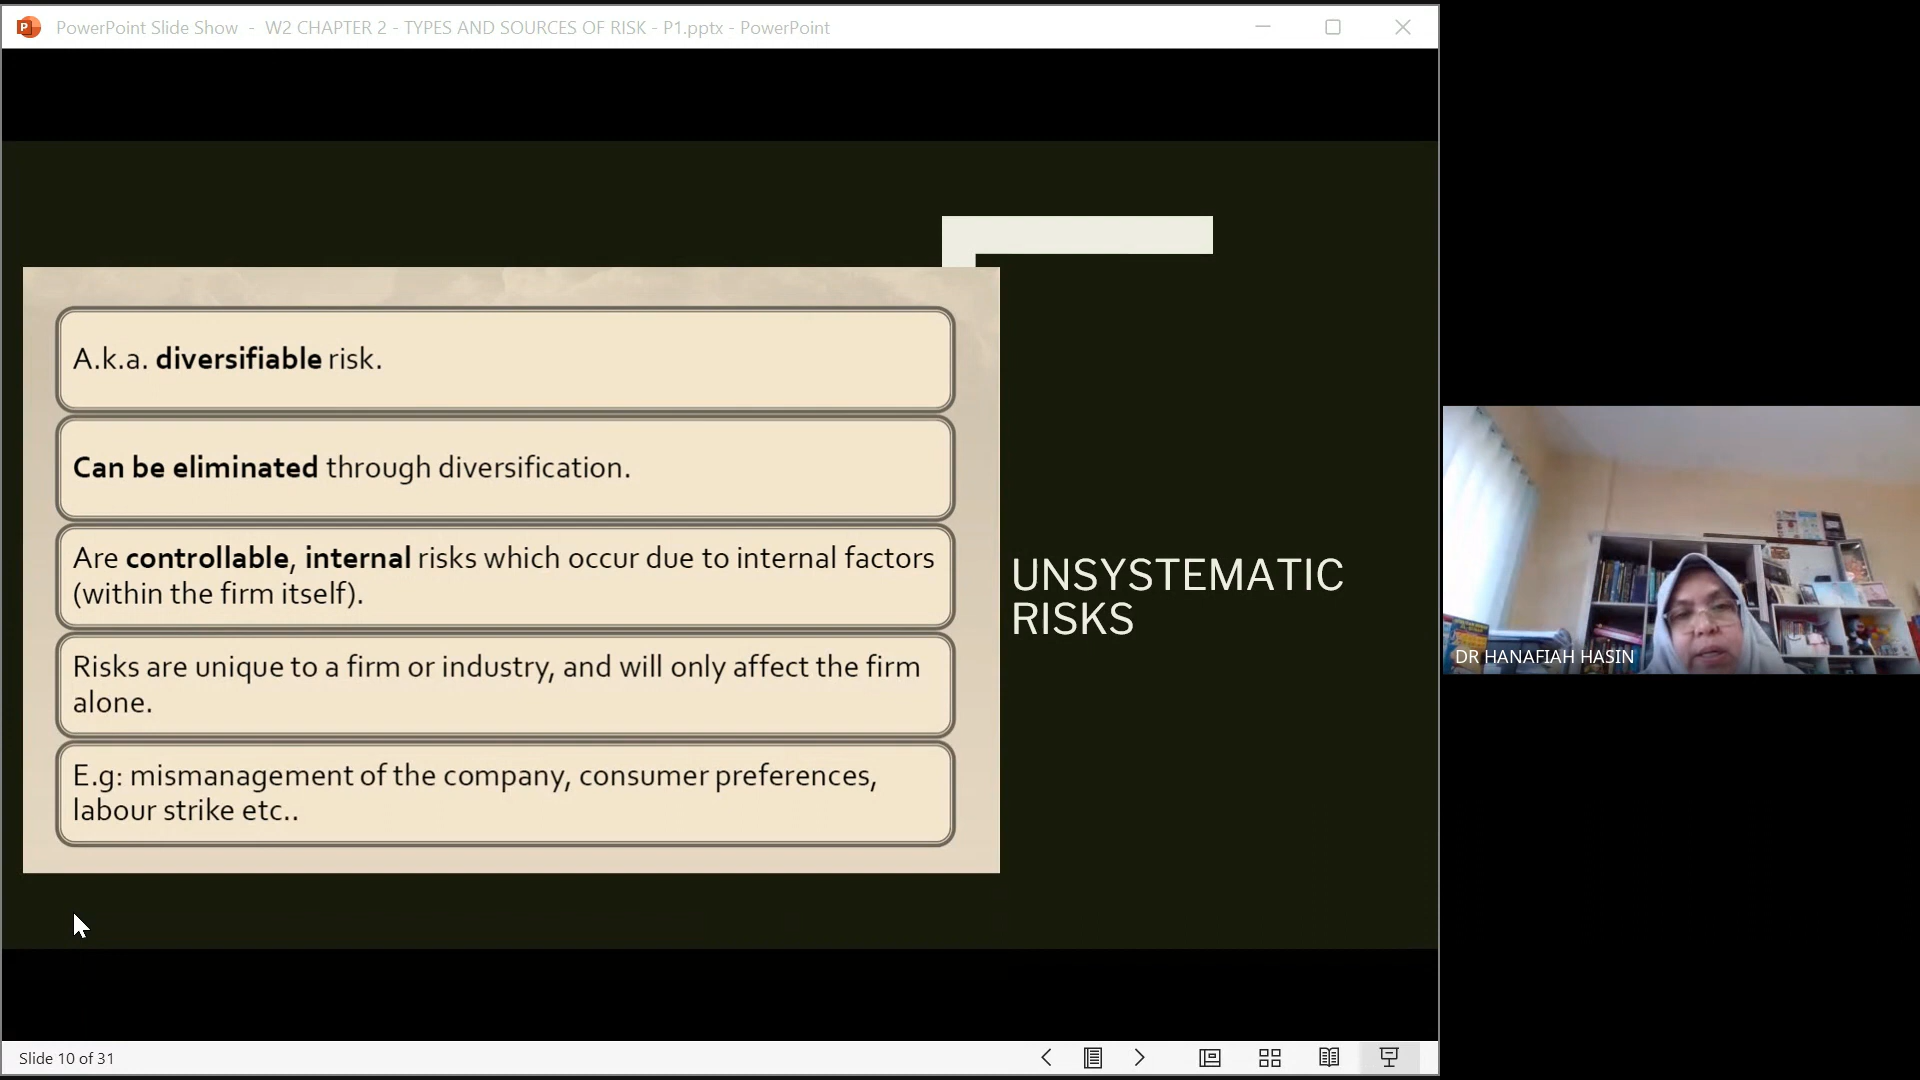 PowerPoint Slide Show - W2 CHAPTER 2 - TYPES AND SOURCES OF RISK - P1.pptx - PowerPoint
A.k.a. diversifiable risk.
Can be eliminated through diversification.
Are controllable, internal risks which occur due to internal factors
(within the firm itself).
Risks are unique to a firm or industry, and will only affect the firm
alone.
E.g: mismanagement of the company, consumer preferences,
labour strike etc..
UNSYSTEMATIC
RISKS
DR HANAFIAH HASIN
Slide 10 of 31